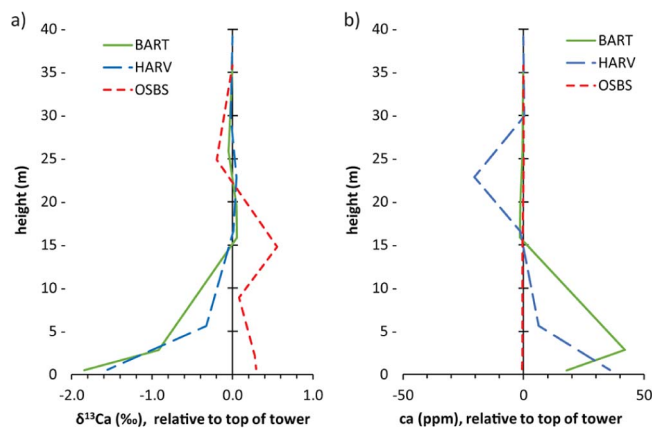 a)
BART
HARV
OSBS
height (m)
40 -
35 -
30 -
25 -
20 -
15 -
10 -
5 -
0
-2.0 -1.0 0.0 1.0
δ¹³Ca (‰), relative to top of tower
b)
BART
HARV
OSBS
height (m)
40 -
35 -
30 -
25 -
20 -
15 -
10 -
5 -
0
-50 0 50
ca (ppm), relative to top of tower